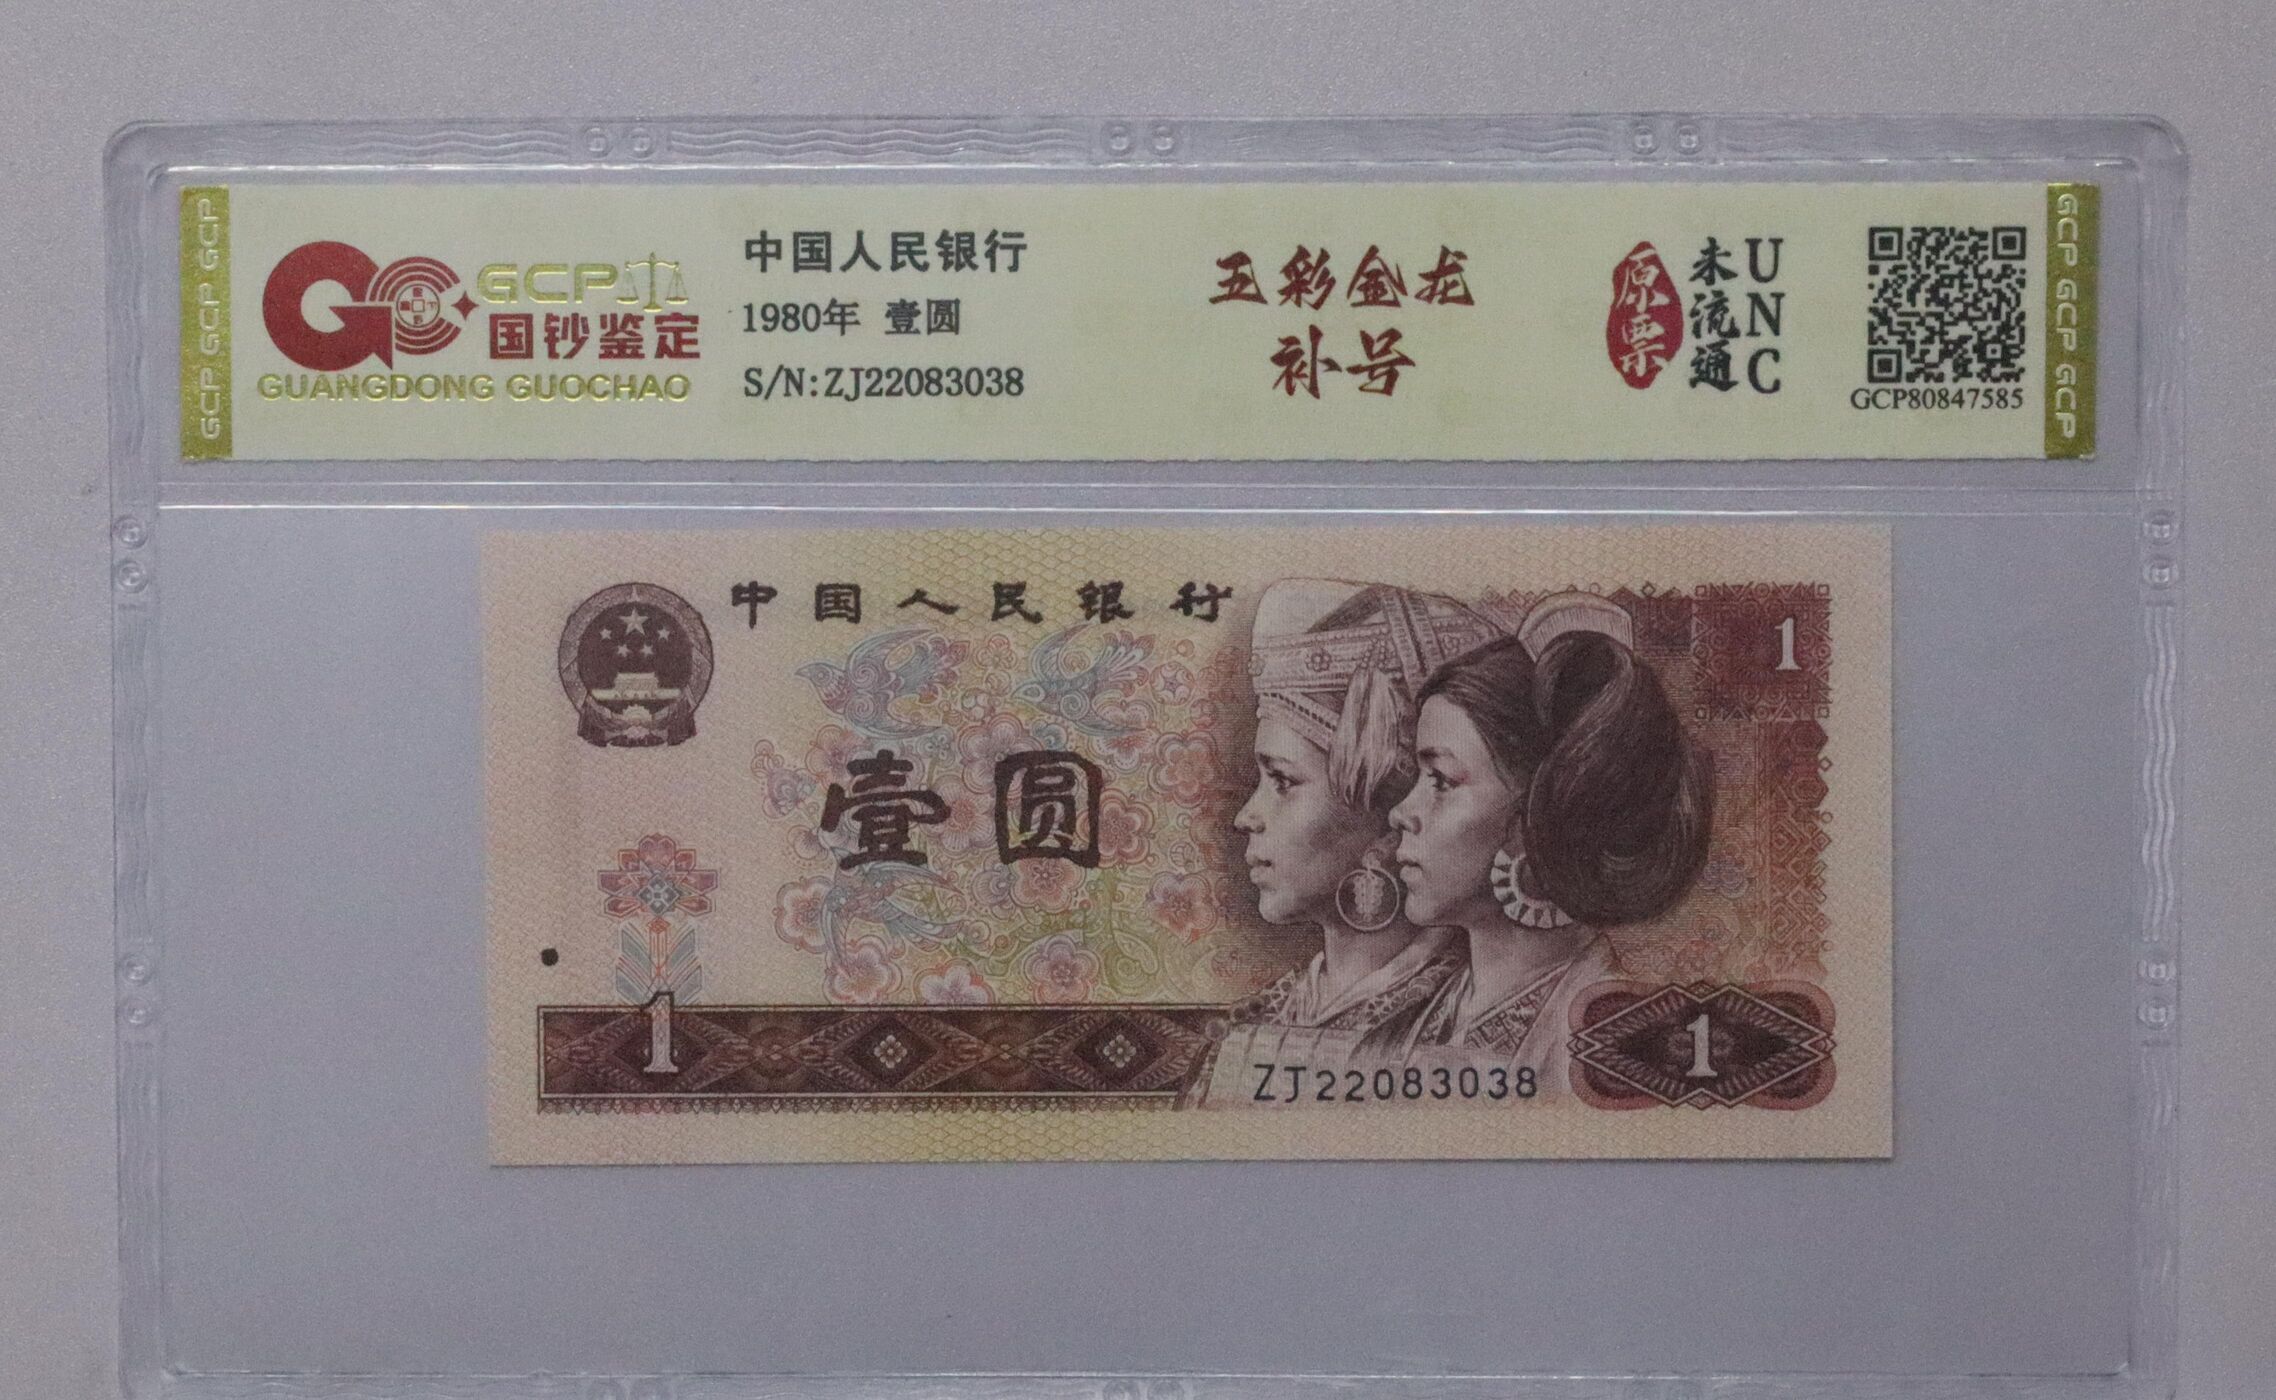 GCP GCP GCP
GCP
国钞鉴定
GUANGDONG GUOCHAO
中国人民银行
1980年 壹圆
S/N:ZJ22083038
五彩金龙
补号
原票
未流通
UNC
GCP80847585
GCP GCP GCP
中国人民银行
1
壹圆
1
1
ZJ22083038